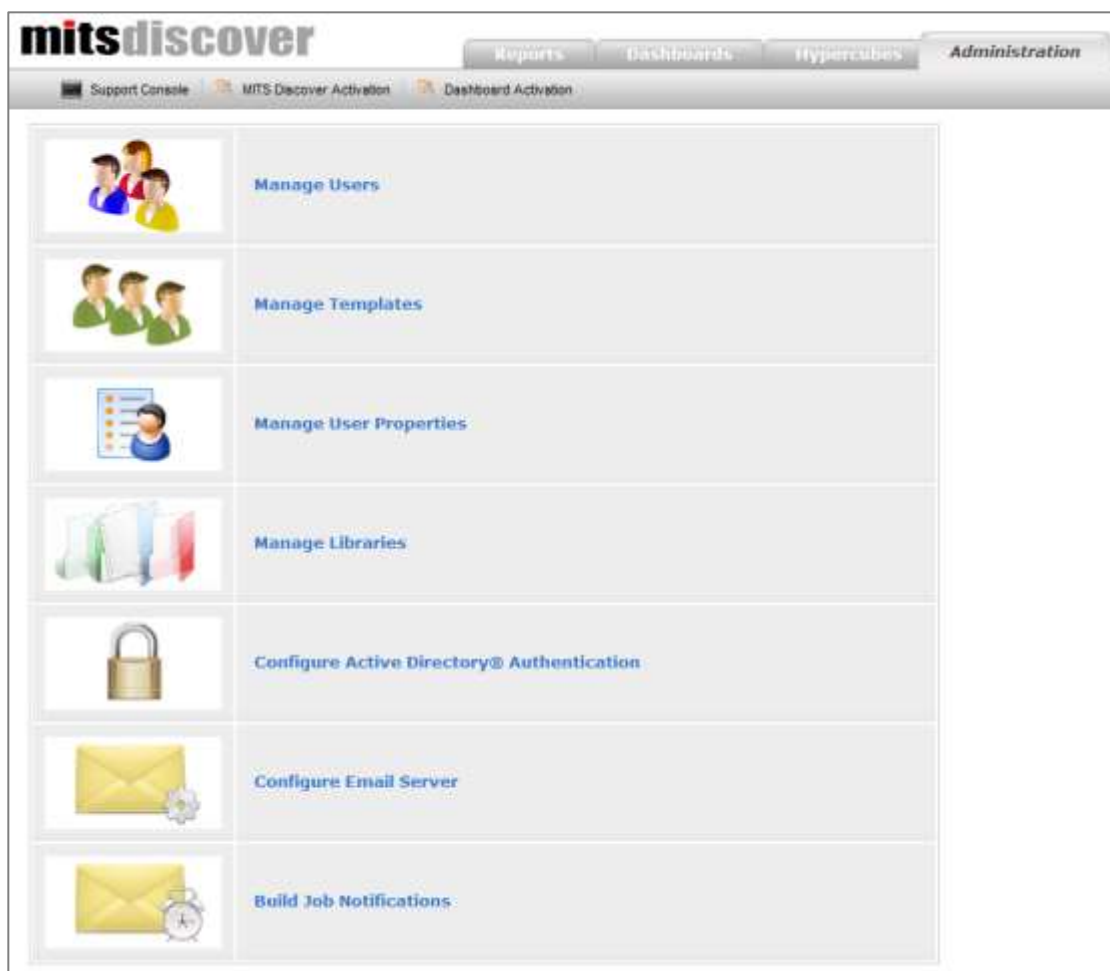 mitsdiscover
Reports Dashboards Hypercubes Administration
Support Console MITS Discover Activation Dashboard Activation
Manage Users
Manage Templates
Manage User Properties
Manage Libraries
Configure Active Directory® Authentication
Configure Email Server
Build Job Notifications